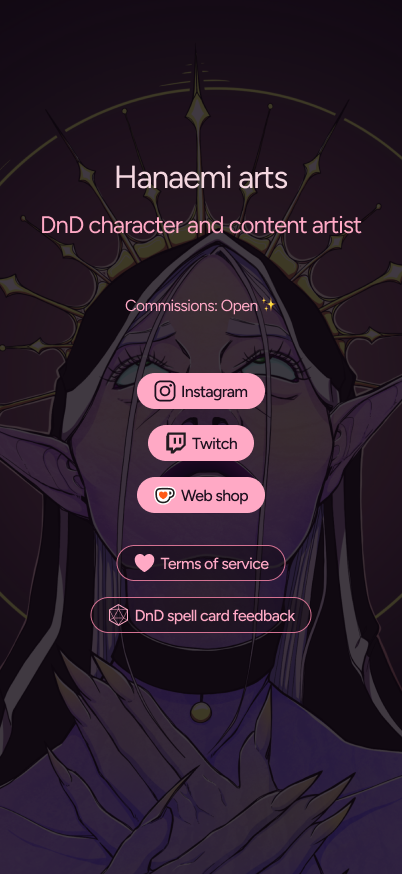 Hanaemi arts
DnD character and content artist
Commissions: Open ✨
Instagram
Twitch
Web shop
Terms of service
DnD spell card feedback